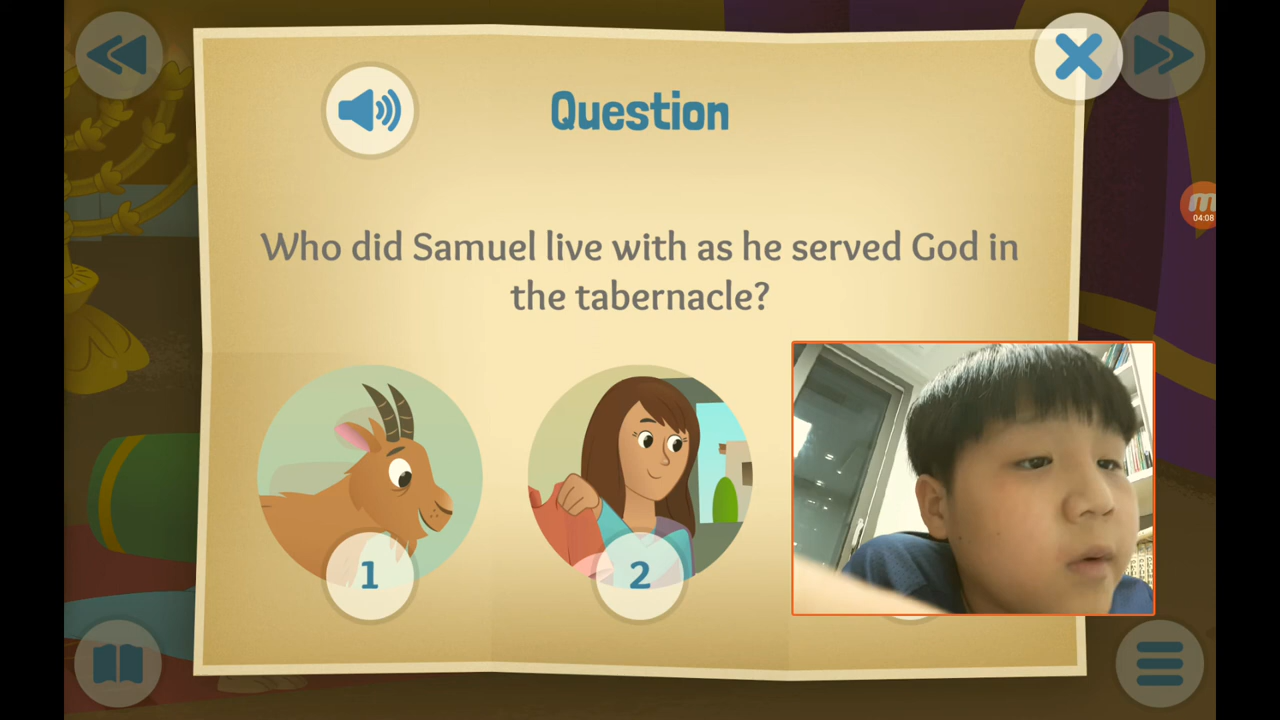 Question
m
04:08
Who did Samuel live with as he served God in
the tabernacle?
1
2